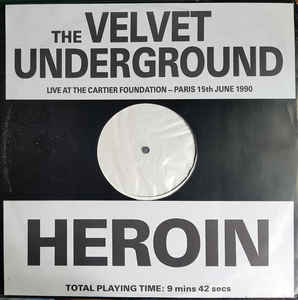 THE VELVET
UNDERGROUND
LIVE AT THE CARTIER FOUNDATION – PARIS 15th JUNE 1990
HEROIN
TOTAL PLAYING TIME: 9 mins 42 secs